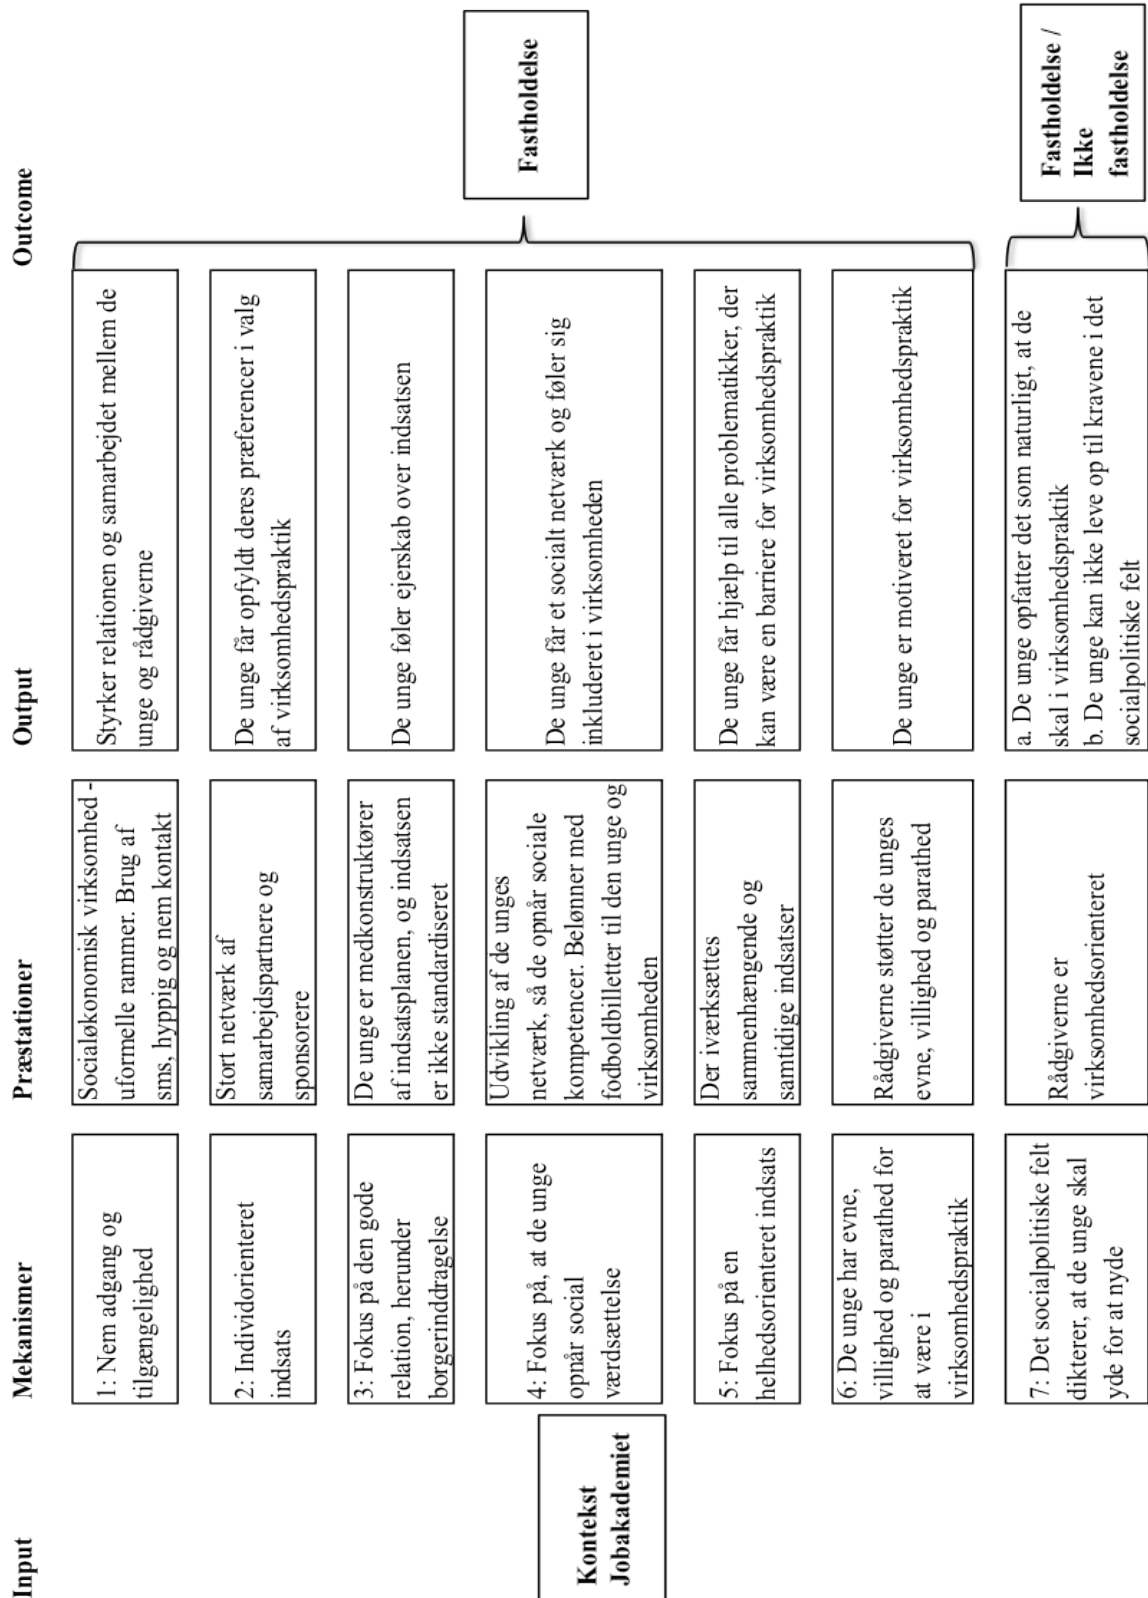 Input
Mekanismer
Præstationer
Output
Outcome
Kontekst
Jobakademiet
1: Nem adgang og
tilgængelighed
Socialøkonomisk virksomhed -
uformelle rammer. Brug af
sms, hyppig og nem kontakt
Styrker relationen og samarbejdet mellem de
unge og rådgiverne
2: Individorienteret
indsats
Stort netværk af
samarbejdspartnere og
sponsorere
De unge får opfyldt deres præferencer i valg
af virksomhedspraktik
3: Fokus på den gode
relation, herunder
borgerinddragelse
De unge er medkonstruktører
af indsatsplanen, og indsatsen
er ikke standardiseret
De unge føler ejerskab over indsatsen
4: Fokus på, at de unge
opnår social
værdsættelse
Udvikling af de unges
netværk, så de opnår sociale
kompetencer. Belønner med
fodboldbilletter til den unge og
virksomheden
De unge får et socialt netværk og føler sig
inkluderet i virksomheden
5: Fokus på en
helhedsorienteret indsats
Der iværksættes
sammenhængende og
samtidige indsatser
De unge får hjælp til alle problematikker, der
kan være en barriere for virksomhedspraktik
6: De unge har evne,
villighed og parathed for
at være i
virksomhedspraktik
Rådgiverne støtter de unges
evne, villighed og parathed
De unge er motiveret for virksomhedspraktik
Fastholdelse
7: Det socialpolitiske felt
dikterer, at de unge skal
yde for at nyde
Rådgiverne er
virksomhedsorienteret
a. De unge opfatter det som naturligt, at de
skal i virksomhedspraktik
b. De unge kan ikke leve op til kravene i det
socialpolitiske felt
Fastholdelse /
Ikke
fastholdelse